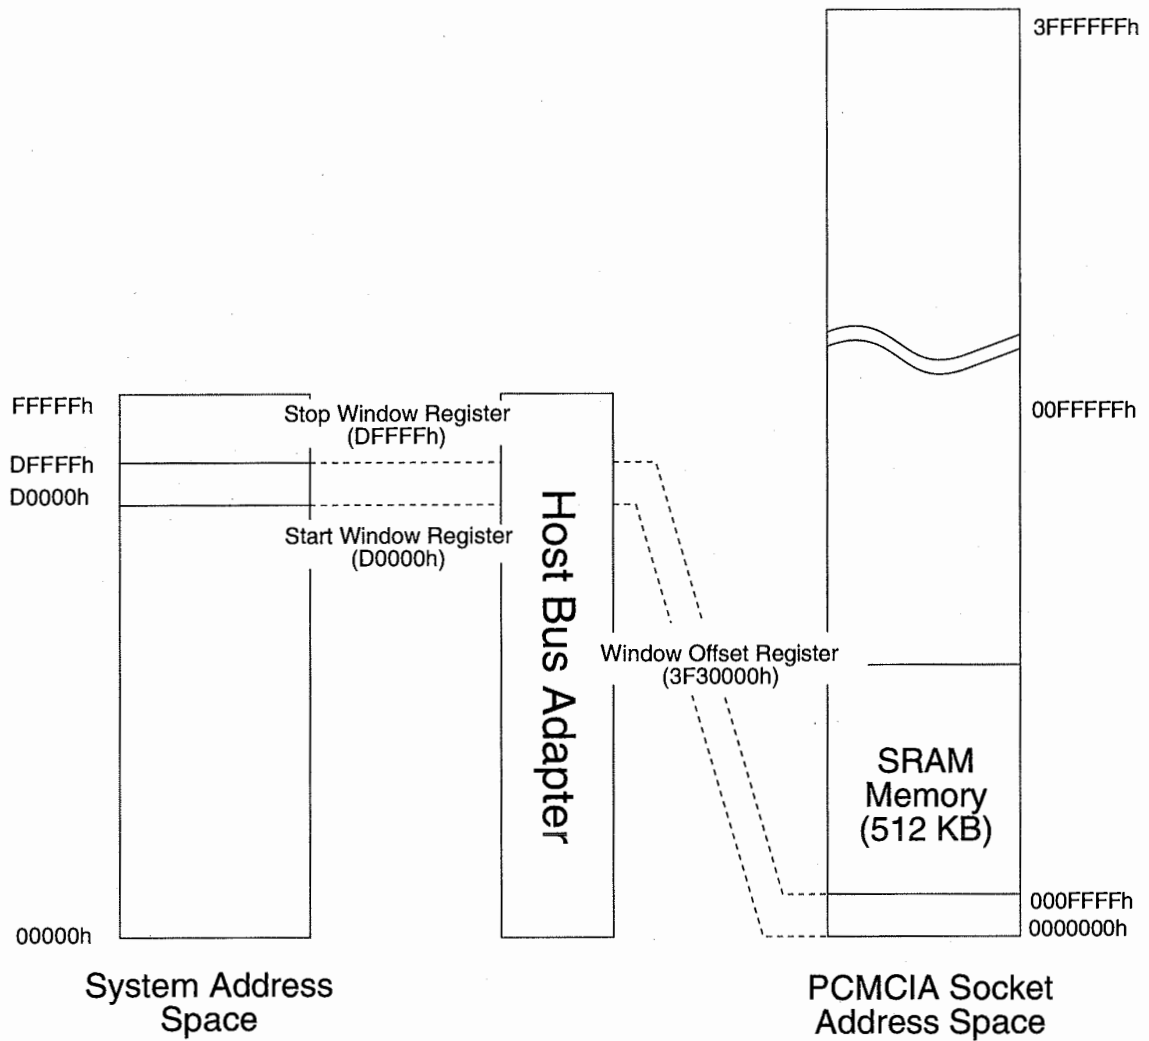 3FFFFFFh
FFFFFh
Stop Window Register
(DFFFFh)
00FFFFFh
DFFFFh
D0000h
Start Window Register
(D0000h)
Host Bus Adapter
Window Offset Register
(3F30000h)
SRAM
Memory
(512 KB)
000FFFFh
0000000h
00000h
System Address
Space
PCMCIA Socket
Address Space